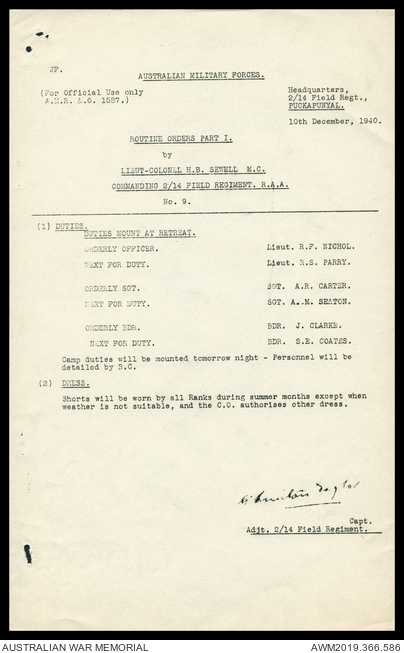 JP.
AUSTRALIAN MILITARY FORCES.
(For Official Use only
A.M.R. &.O. 1587.)
Headquarters,
2/14 Field Regt.,
PUCKAPUNYAL.
10th December, 1940.
ROUTINE ORDERS PART I.
by
LIEUT-COLONEL H.B. SEWELL M.C.
COMMANDING 2/14 FIELD REGIMENT. R.A.A.
No. 9.
(1) DUTIES.
DUTIES MOUNT AT RETREAT.
ORDERLY OFFICER. Lieut. R.F. NICHOL.
NEXT FOR DUTY. Lieut. R.S. PARRY.
ORDERLY SGT. SGT. A.R. CARTER.
NEXT FOR DUTY. SGT. A.M. SEATON.
ORDERLY BDR. BDR. J. CLARKE.
NEXT FOR DUTY. BDR. S.E. COATES.
Camp duties will be mounted tomorrow night - Personnel will be
detailed by B.C.
(2) DRESS.
Shorts will be worn by all Ranks during summer months except when
weather is not suitable, and the C.O. authorises other dress.
Capt.
Adjt. 2/14 Field Regiment.
AUSTRALIAN WAR MEMORIAL AWM2019.366.586